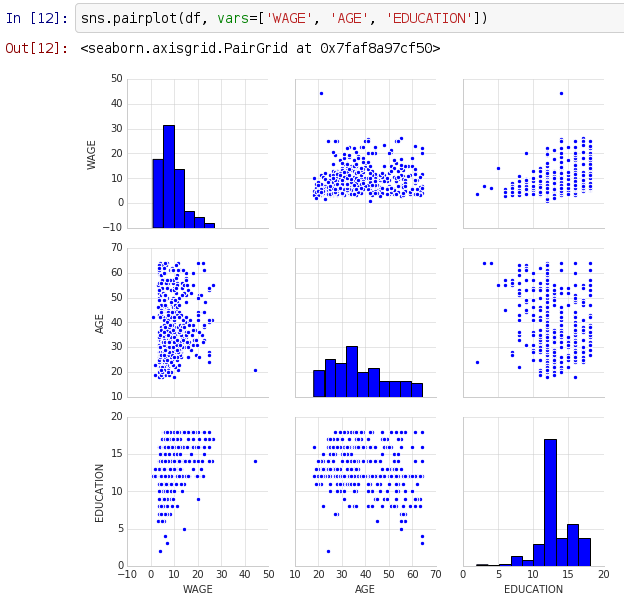 In [12]: sns.pairplot(df, vars=['WAGE', 'AGE', 'EDUCATION'])
Out[12]: <seaborn.axisgrid.PairGrid at 0x7faf8a97cf50>
50
40
30
20
10
0
−10
WAGE
70
60
50
40
30
20
10
AGE
20
15
10
5
0
EDUCATION
−10 0 10 20 30 40 50
WAGE
10 20 30 40 50 60 70
AGE
0 5 10 15 20
EDUCATION